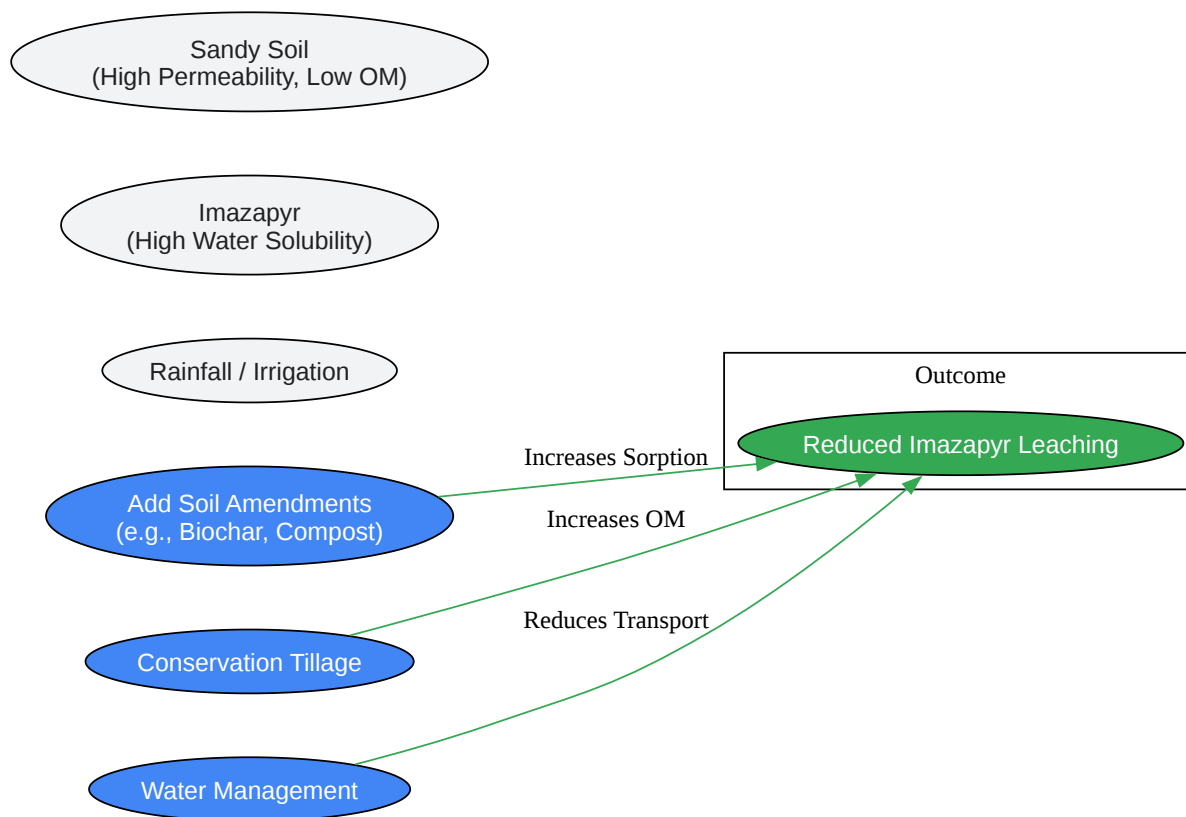 Sandy Soil
(High Permeability, Low OM)
Imazapyr
(High Water Solubility)
Rainfall / Irrigation
Outcome
Reduced Imazapyr Leaching
Increases Sorption
Add Soil Amendments
(e.g., Biochar, Compost)
Increases OM
Reduces Transport
Conservation Tillage
Water Management